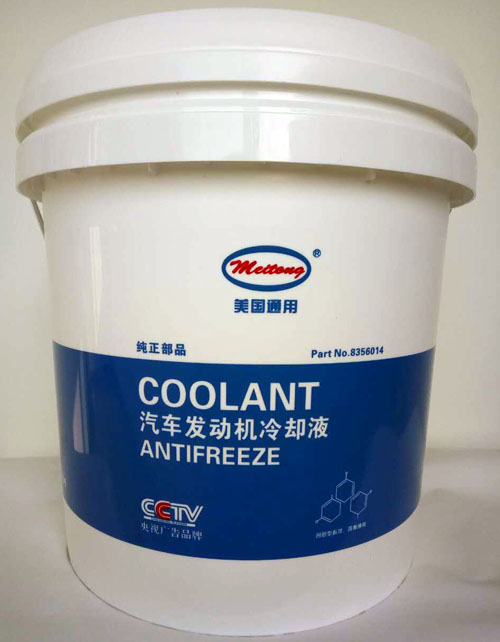 Meitong®
美国通用
纯正部品
Part No.8356014
COOLANT
汽车发动机冷却液
ANTIFREEZE
CCTV
央视广告品牌